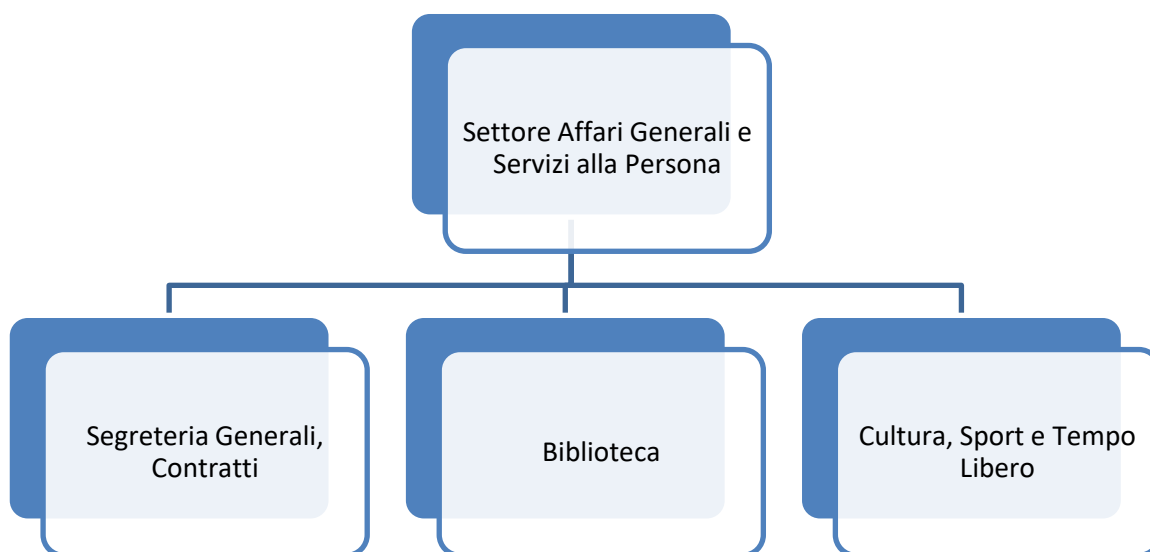 Settore Affari Generali e
Servizi alla Persona
Segreteria Generali,
Contratti
Biblioteca
Cultura, Sport e Tempo
Libero